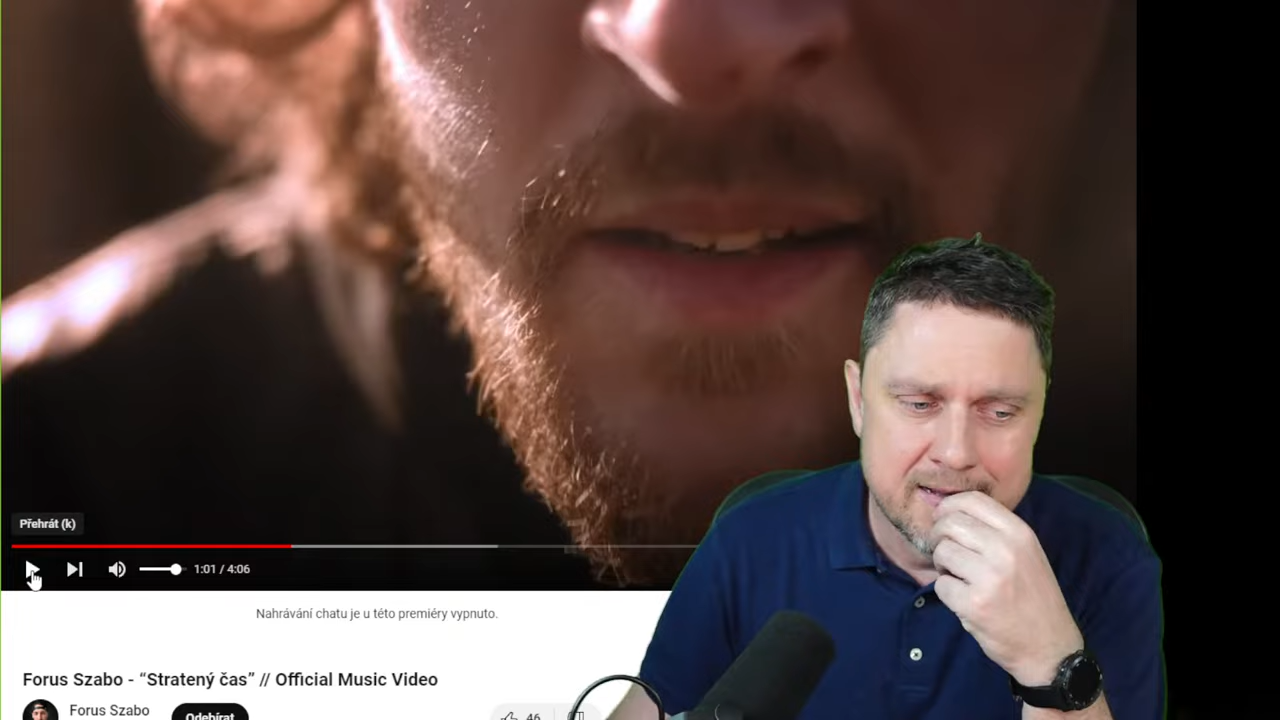 Přehrát (k)
1:01 / 4:06
Nahrávání chatu je u této premiéry vypnuto.
Forus Szabo - “Stratený čas” // Official Music Video
Forus Szabo
Odebírat
46